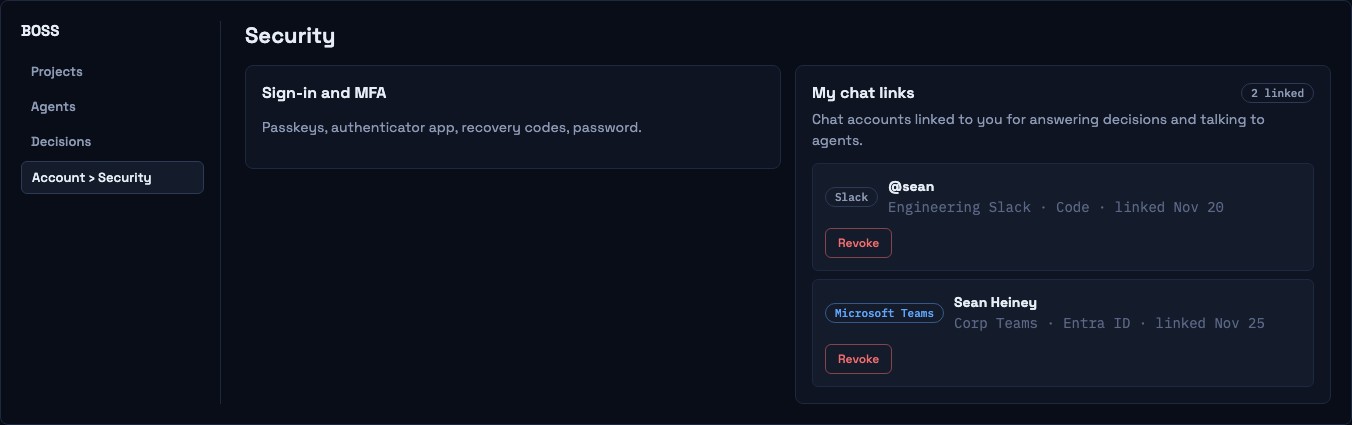 BOSS
Projects
Agents
Decisions
Account > Security
Security
Sign-in and MFA
Passkeys, authenticator app, recovery codes, password.
My chat links
2 linked
Chat accounts linked to you for answering decisions and talking to
agents.
Slack
@sean
Engineering Slack · Code · linked Nov 20
Revoke
Microsoft Teams
Sean Heiney
Corp Teams · Entra ID · linked Nov 25
Revoke